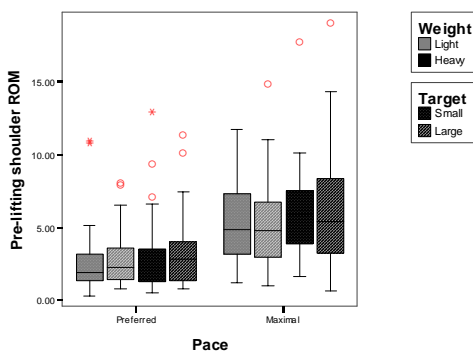 Pre-lifting shoulder ROM
15.00
10.00
5.00
0.00
Preferred
Maximal
Pace
Weight
Light
Heavy
Target
Small
Large